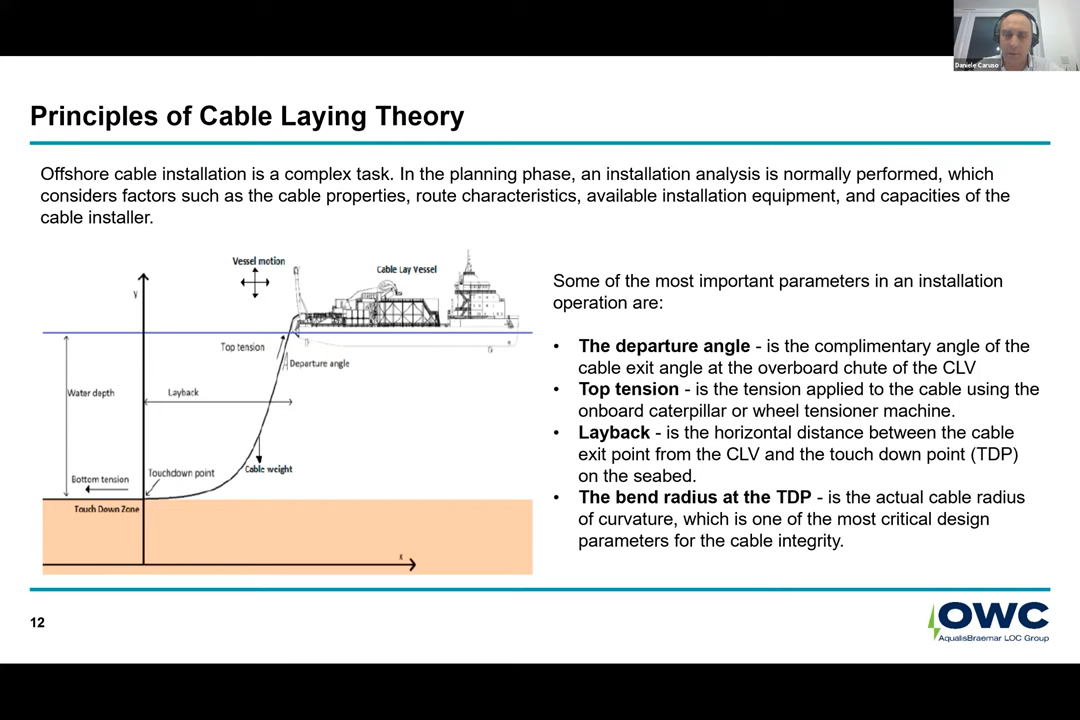 Daniele Caruso
Principles of Cable Laying Theory
Offshore cable installation is a complex task. In the planning phase, an installation analysis is normally performed, which
considers factors such as the cable properties, route characteristics, available installation equipment, and capacities of the
cable installer.
Vessel motion
Cable Lay Vessel
y
Top tension
Departure angle
Water depth
Layback
Cable weight
Touchdown point
Bottom tension
Touch Down Zone
x
Some of the most important parameters in an installation
operation are:
• The departure angle - is the complimentary angle of the
cable exit angle at the overboard chute of the CLV
• Top tension - is the tension applied to the cable using the
onboard caterpillar or wheel tensioner machine.
• Layback - is the horizontal distance between the cable
exit point from the CLV and the touch down point (TDP)
on the seabed.
• The bend radius at the TDP - is the actual cable radius
of curvature, which is one of the most critical design
parameters for the cable integrity.
12
OWC
AqualisBraemar LOC Group